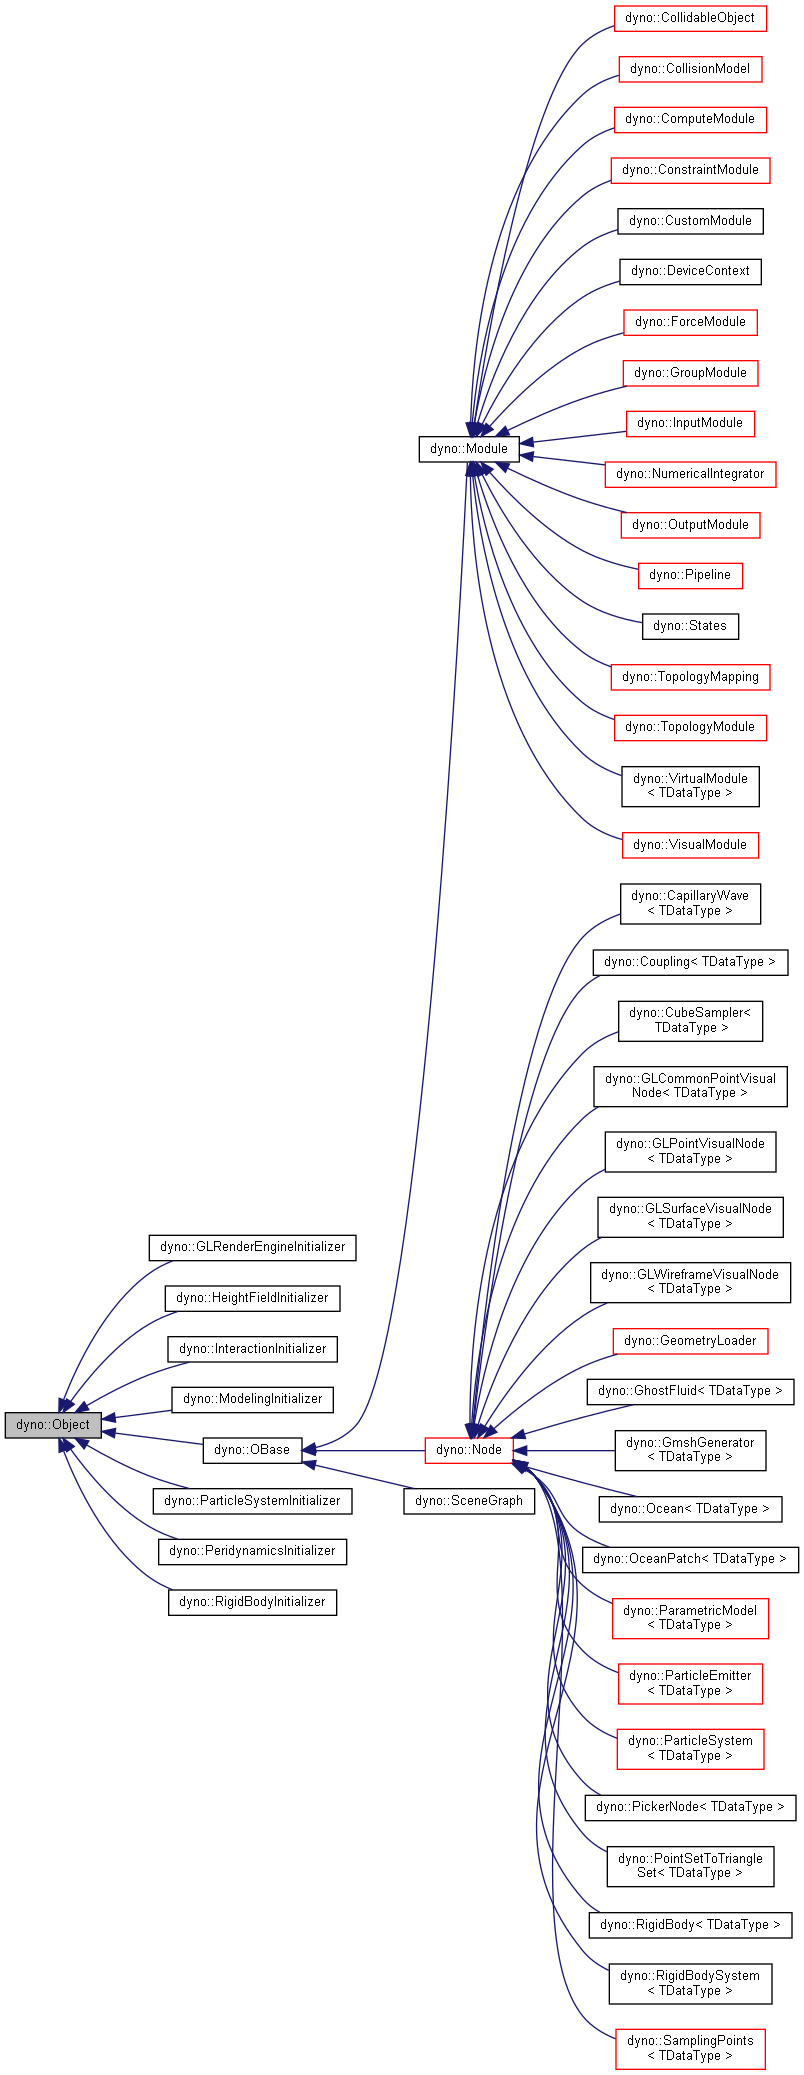 dyno::CollidableObject
dyno::CollisionModel
dyno::ComputeModule
dyno::ConstraintModule
dyno::CustomModule
dyno::DeviceContext
dyno::ForceModule
dyno::GroupModule
dyno::InputModule
dyno::Module
dyno::NumericalIntegrator
dyno::OutputModule
dyno::Pipeline
dyno::States
dyno::TopologyMapping
dyno::TopologyModule
dyno::VirtualModule
< TDataType >
dyno::VisualModule
dyno::CapillaryWave
< TDataType >
dyno::Coupling< TDataType >
dyno::CubeSampler<
TDataType >
dyno::GLCommonPointVisual
Node< TDataType >
dyno::GLPointVisualNode
< TDataType >
dyno::GLSurfaceVisualNode
< TDataType >
dyno::GLRenderEngineInitializer
dyno::GLWireframeVisualNode
< TDataType >
dyno::HeightFieldInitializer
dyno::InteractionInitializer
dyno::GeometryLoader
dyno::ModelingInitializer
dyno::GhostFluid< TDataType >
dyno::Object
dyno::OBase
dyno::Node
dyno::GmshGenerator
< TDataType >
dyno::ParticleSystemInitializer
dyno::SceneGraph
dyno::Ocean< TDataType >
dyno::PeridynamicsInitializer
dyno::OceanPatch< TDataType >
dyno::RigidBodyInitializer
dyno::ParametricModel
< TDataType >
dyno::ParticleEmitter
< TDataType >
dyno::ParticleSystem
< TDataType >
dyno::PickerNode< TDataType >
dyno::PointSetToTriangle
Set< TDataType >
dyno::RigidBody< TDataType >
dyno::RigidBodySystem
< TDataType >
dyno::SamplingPoints
< TDataType >